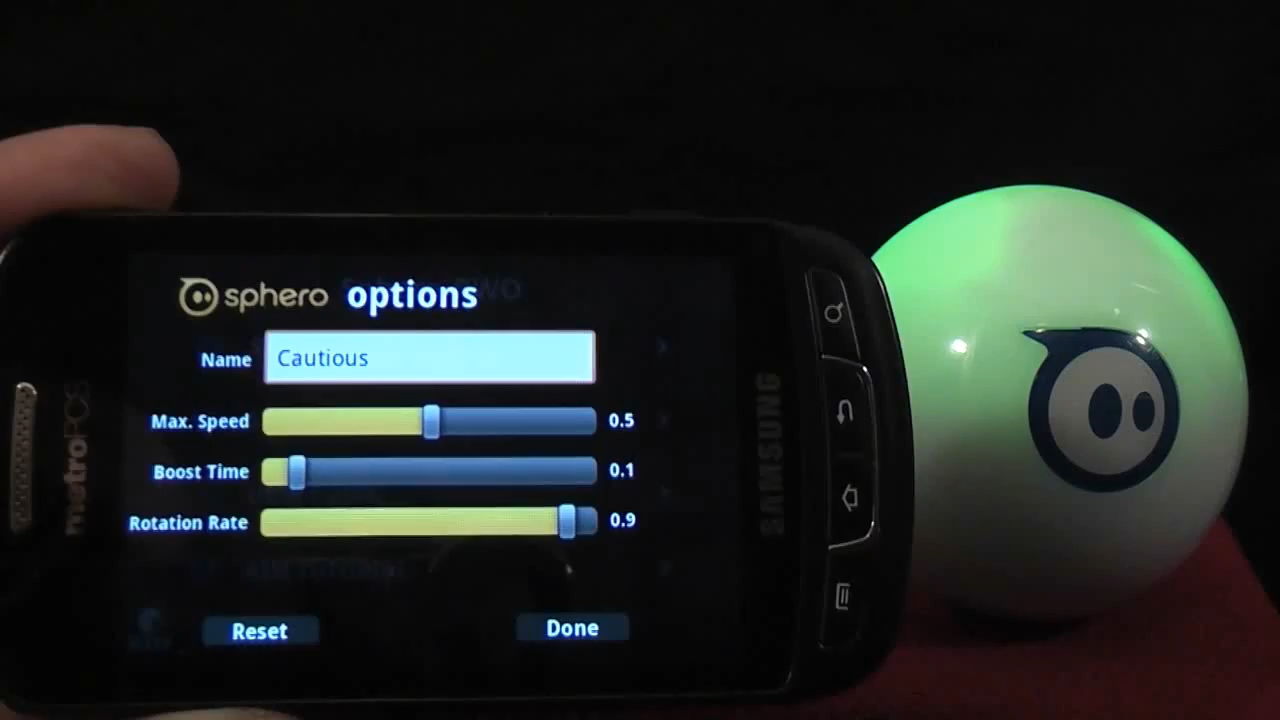 sphero options
Name Cautious
Max. Speed 0.5
Boost Time 0.1
Rotation Rate 0.9
Reset Done
metroPCS
SAMSUNG